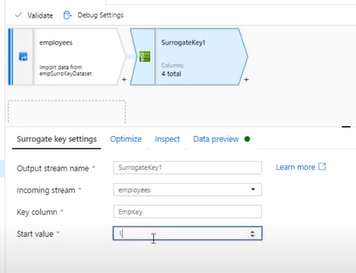 Validate Debug Settings
employees
Import data from
empSurroKeyDataset
+
SurrogateKey1
Columns:
4 total
+
Surrogate key settings Optimize Inspect Data preview
Output stream name * SurrogateKey1 Learn more
Incoming stream * employees
Key column * EmpKey
Start value * 1